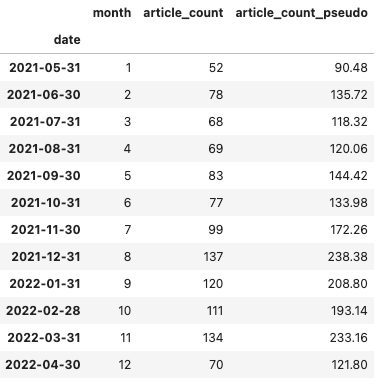 month article_count article_count_pseudo
date
2021-05-31 1 52 90.48
2021-06-30 2 78 135.72
2021-07-31 3 68 118.32
2021-08-31 4 69 120.06
2021-09-30 5 83 144.42
2021-10-31 6 77 133.98
2021-11-30 7 99 172.26
2021-12-31 8 137 238.38
2022-01-31 9 120 208.80
2022-02-28 10 111 193.14
2022-03-31 11 134 233.16
2022-04-30 12 70 121.80